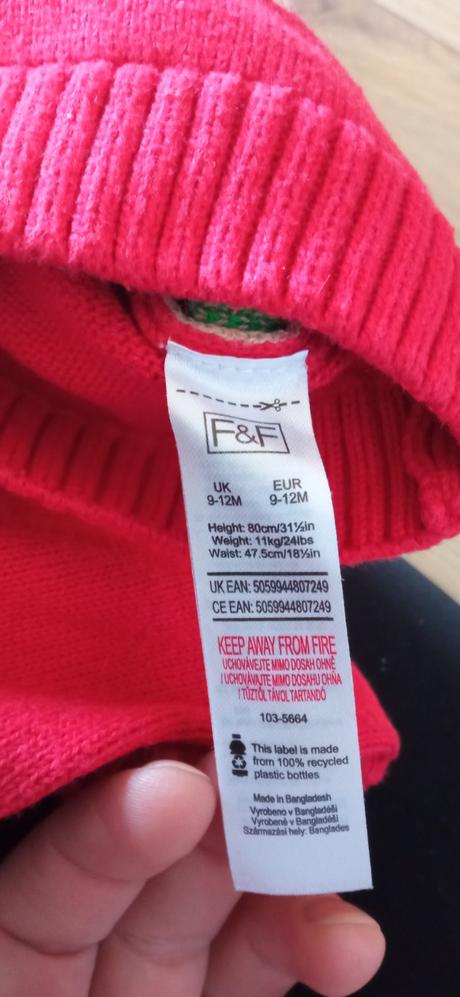 F&F
UK EUR
9-12M 9-12M
Height: 80cm/31½in
Weight: 11kg/24lbs
Waist: 47.5cm/18½in
UK EAN: 5059944807249
CE EAN: 5059944807249
KEEP AWAY FROM FIRE
UCHOVÁVEJTE MIMO DOSAH OHNĚ
/ UCHOVÁVAJTE MIMO DOSAHU OHŇA
/ TŰZTŐL TÁVOL TARTANDÓ
103-5664
This label is made
from 100% recycled
plastic bottles
Made in Bangladesh
Vyrobeno v Bangladéši
Vyrobené v Bangladéši
Származási hely: Banglades